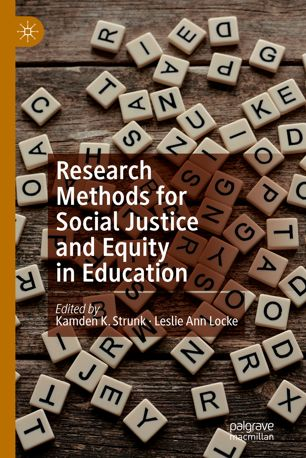 Research
Methods for
Social Justice
and Equity
in Education
Edited by
Kamden K. Strunk · Leslie Ann Locke
palgrave
macmillan